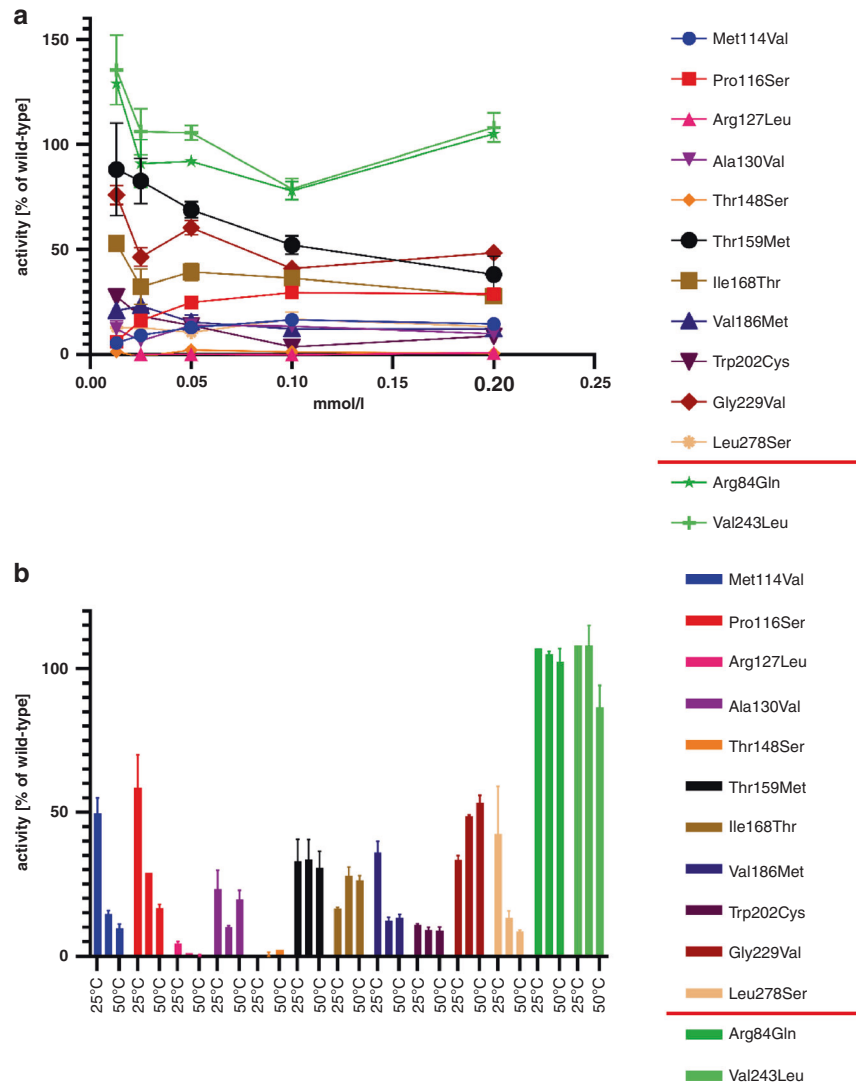 a
activity [% of wild-type]
150
100
50
0
0.00
0.05
0.10
0.15
0.20
0.25
mmol/l
Met114Val
Pro116Ser
Arg127Leu
Ala130Val
Thr148Ser
Thr159Met
Ile168Thr
Val186Met
Trp202Cys
Gly229Val
Leu278Ser
Arg84Gln
Val243Leu
b
activity [% of wild-type]
100
50
0
25°C
50°C
25°C
50°C
25°C
50°C
25°C
50°C
25°C
50°C
25°C
50°C
25°C
50°C
25°C
50°C
25°C
50°C
25°C
50°C
25°C
50°C
25°C
50°C
25°C
50°C
Met114Val
Pro116Ser
Arg127Leu
Ala130Val
Thr148Ser
Thr159Met
Ile168Thr
Val186Met
Trp202Cys
Gly229Val
Leu278Ser
Arg84Gln
Val243Leu